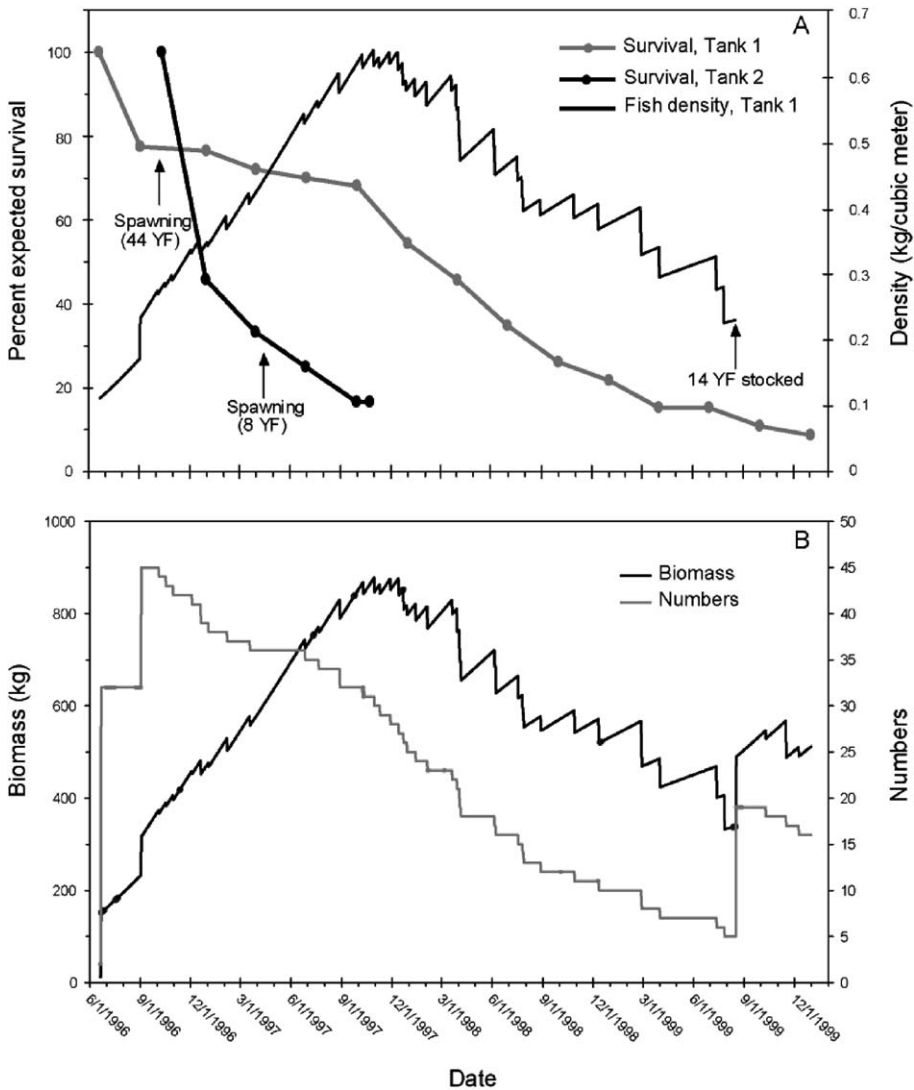 A
Survival, Tank 1
Survival, Tank 2
Fish density, Tank 1
Percent expected survival
100
80
60
40
20
0
Spawning
(44 YF)
Spawning
(8 YF)
14 YF stocked
0.7
0.6
0.5
0.4
0.3
0.2
0.1
0
Density (kg/cubic meter)
B
Biomass
Numbers
Biomass (kg)
1000
800
600
400
200
0
50
45
40
35
30
25
20
15
10
5
0
Numbers
6/1/1996
9/1/1996
12/1/1996
3/1/1997
6/1/1997
9/1/1997
12/1/1997
3/1/1998
6/1/1998
9/1/1998
12/1/1998
3/1/1999
6/1/1999
9/1/1999
12/1/1999
Date